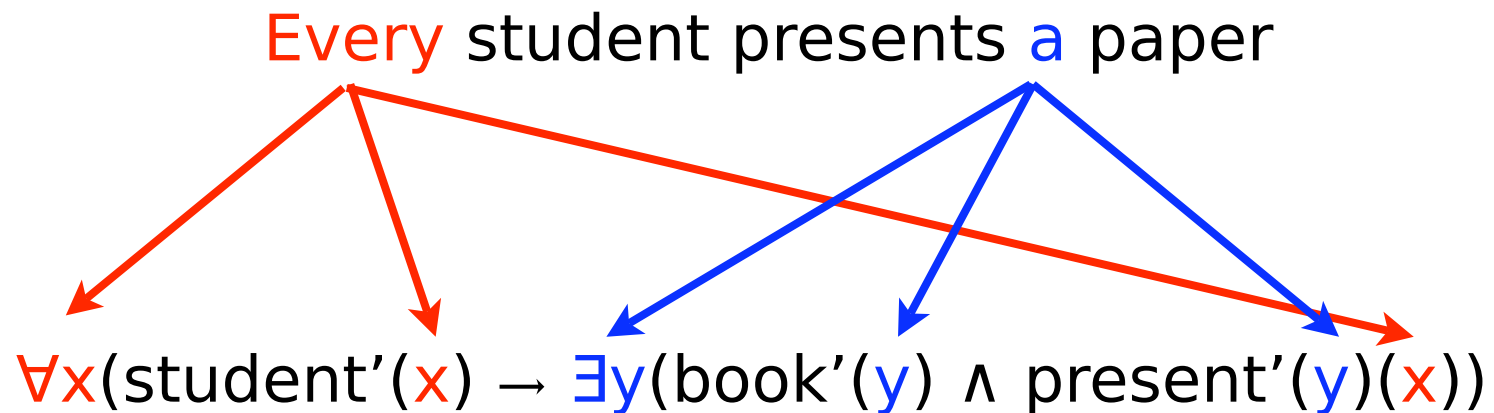 Every student presents a paper
∀x(student’(x) → ∃y(book’(y) ∧ present’(y)(x))